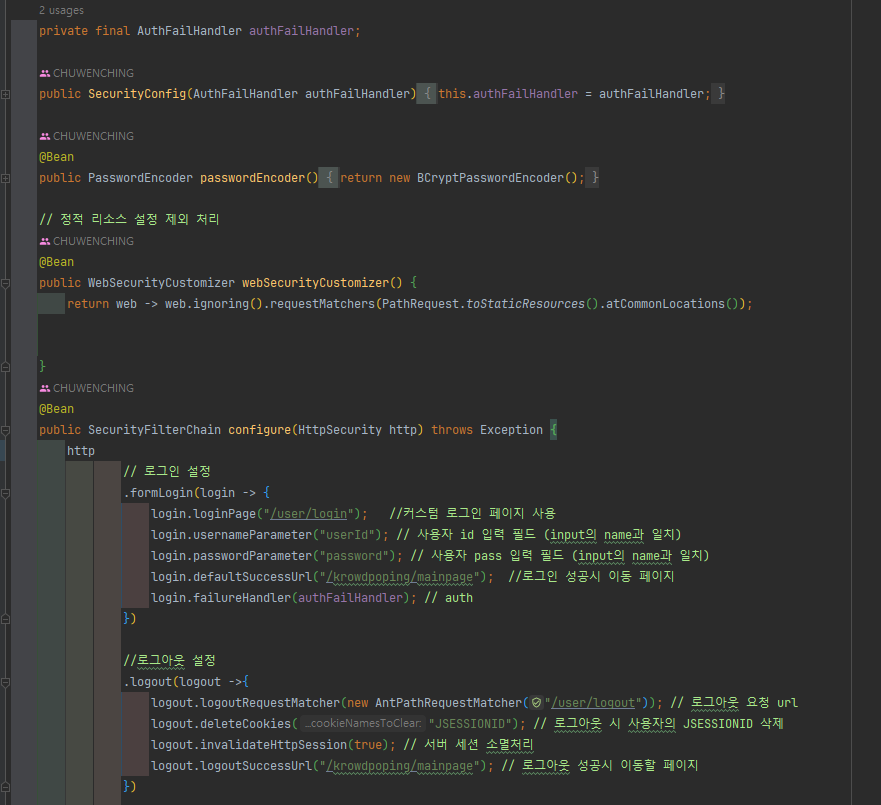 2 usages
private final AuthFailHandler authFailHandler;
CHUWENCHING
public SecurityConfig(AuthFailHandler authFailHandler) { this.authFailHandler = authFailHandler; }
CHUWENCHING
@Bean
public PasswordEncoder passwordEncoder() { return new BCryptPasswordEncoder(); }
// 정적 리소스 설정 제외 처리
CHUWENCHING
@Bean
public WebSecurityCustomizer webSecurityCustomizer() {
return web -> web.ignoring().requestMatchers(PathRequest.toStaticResources().atCommonLocations());
}
CHUWENCHING
@Bean
public SecurityFilterChain configure(HttpSecurity http) throws Exception {
http
// 로그인 설정
.formLogin(login -> {
login.loginPage("/user/login"); //커스텀 로그인 페이지 사용
login.usernameParameter("userId"); // 사용자 id 입력 필드 (input의 name과 일치)
login.passwordParameter("password"); // 사용자 pass 입력 필드 (input의 name과 일치)
login.defaultSuccessUrl("/krowdpoping/mainpage"); //로그인 성공시 이동 페이지
login.failureHandler(authFailHandler); // auth
})
//로그아웃 설정
.logout(logout ->{
logout.logoutRequestMatcher(new AntPathRequestMatcher("/user/logout")); // 로그아웃 요청 url
logout.deleteCookies( ...cookieNamesToClear: "JSESSIONID"); // 로그아웃 시 사용자의 JSESSIONID 삭제
logout.invalidateHttpSession(true); // 서버 세션 소멸처리
logout.logoutSuccessUrl("/krowdpoping/mainpage"); // 로그아웃 성공시 이동할 페이지
})